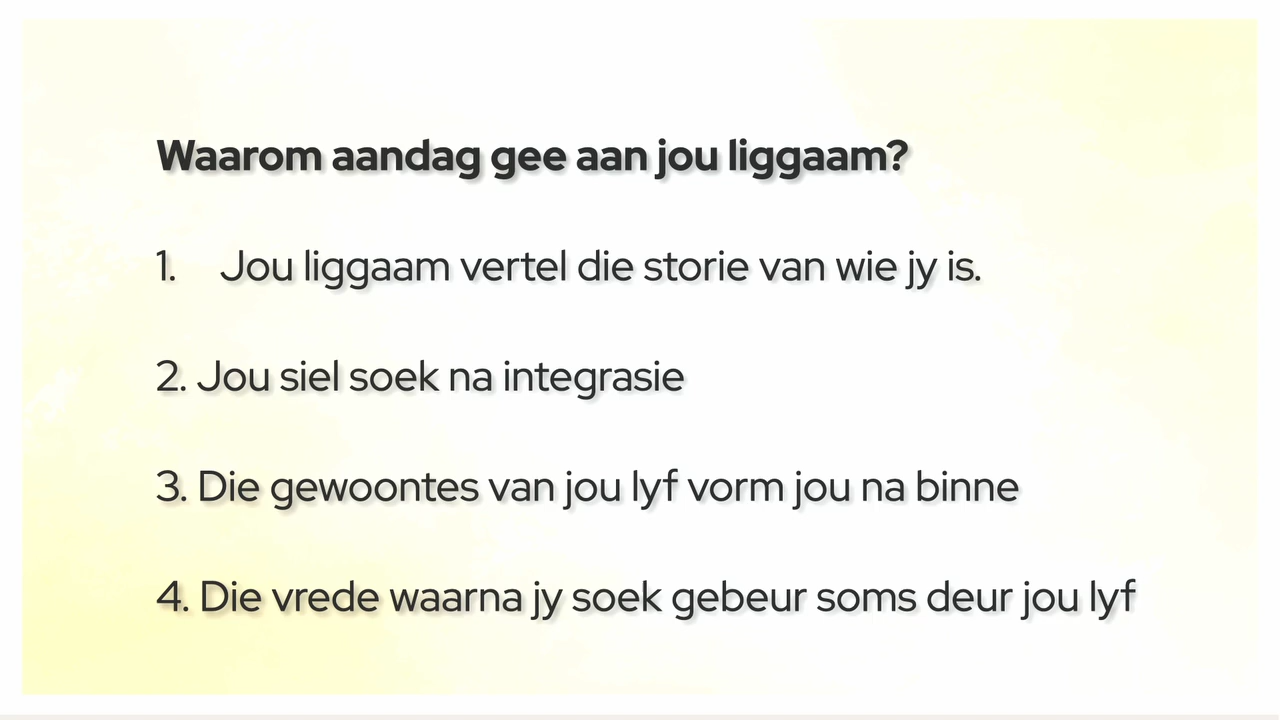 Waarom aandag gee aan jou liggaam?
1. Jou liggaam vertel die storie van wie jy is.
2. Jou siel soek na integrasie
3. Die gewoontes van jou lyf vorm jou na binne
4. Die vrede waarna jy soek gebeur soms deur jou lyf